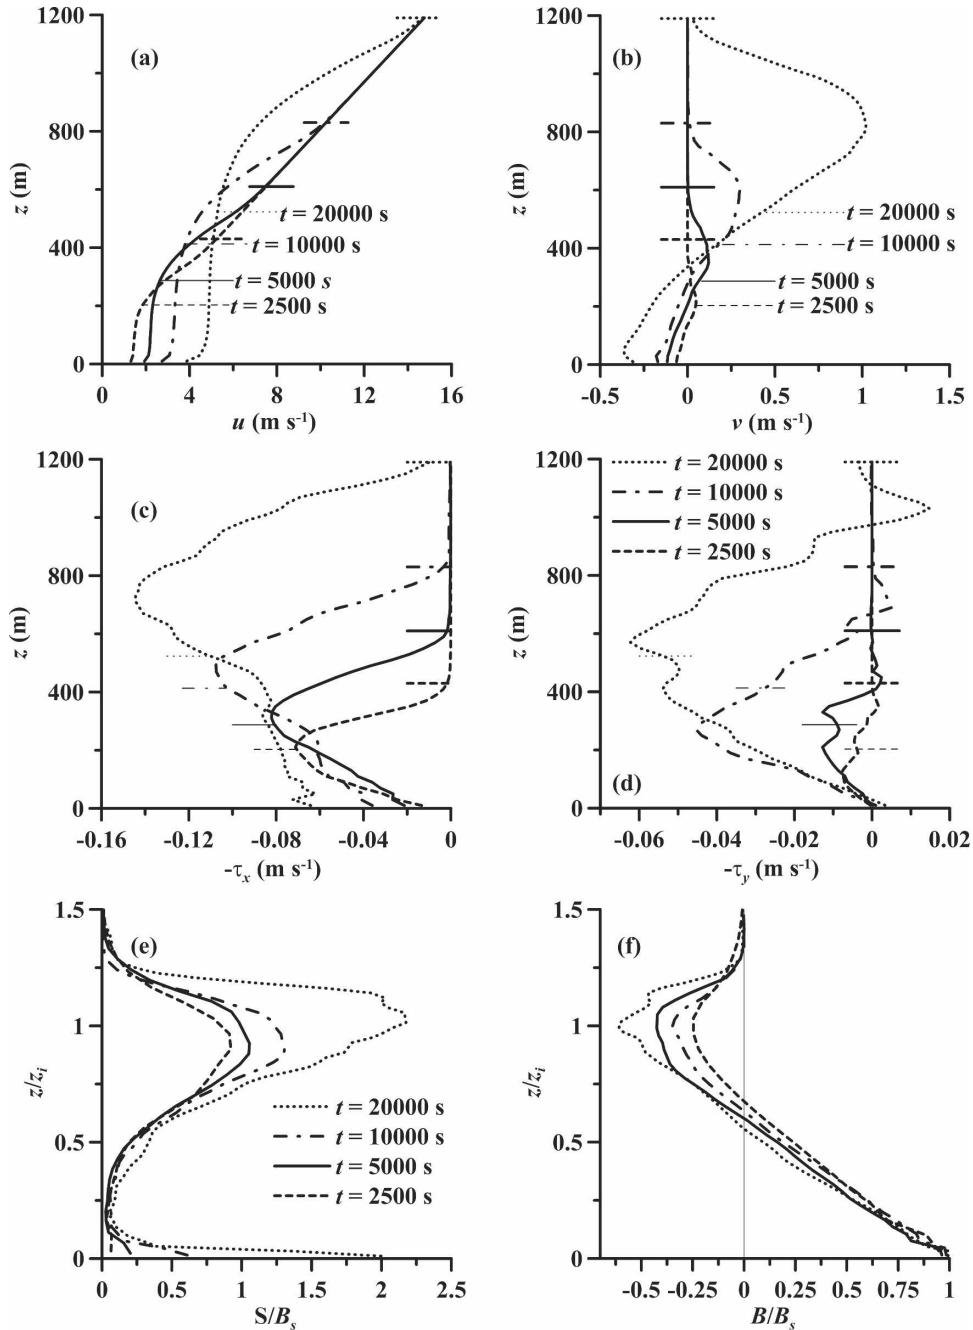 1200
800
400
0
z (m)
(a)
t = 20000 s
t = 10000 s
t = 5000 s
t = 2500 s
0 4 8 12 16
u (m s-1)
1200
800
400
0
z (m)
(b)
t = 20000 s
t = 10000 s
t = 5000 s
t = 2500 s
-0.5 0 0.5 1 1.5
v (m s-1)
1200
800
400
0
z (m)
(c)
-0.16 -0.12 -0.08 -0.04 0
-τx (m s-1)
1200
800
400
0
z (m)
t = 20000 s
t = 10000 s
t = 5000 s
t = 2500 s
(d)
-0.06 -0.04 -0.02 0 0.02
-τy (m s-1)
1.5
1
0.5
0
z/zi
(e)
t = 20000 s
t = 10000 s
t = 5000 s
t = 2500 s
0 0.5 1 1.5 2 2.5
S/Bs
1.5
1
0.5
0
z/zi
(f)
-0.5 -0.25 0 0.25 0.5 0.75 1
B/Bs